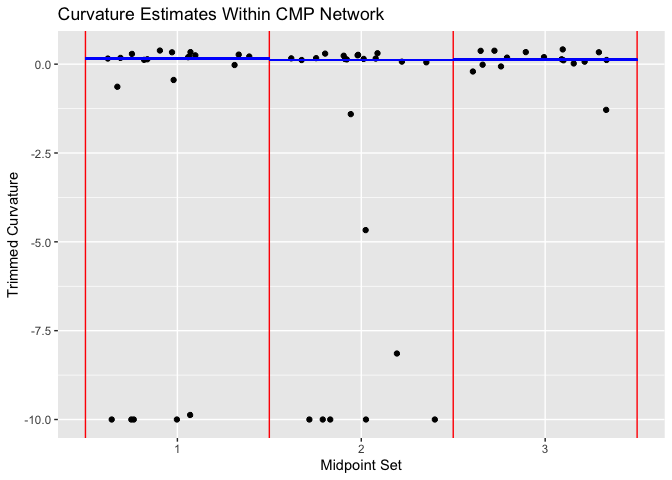 Curvature Estimates Within CMP Network
Trimmed Curvature
0.0
-2.5
-5.0
-7.5
-10.0
1 2 3
Midpoint Set